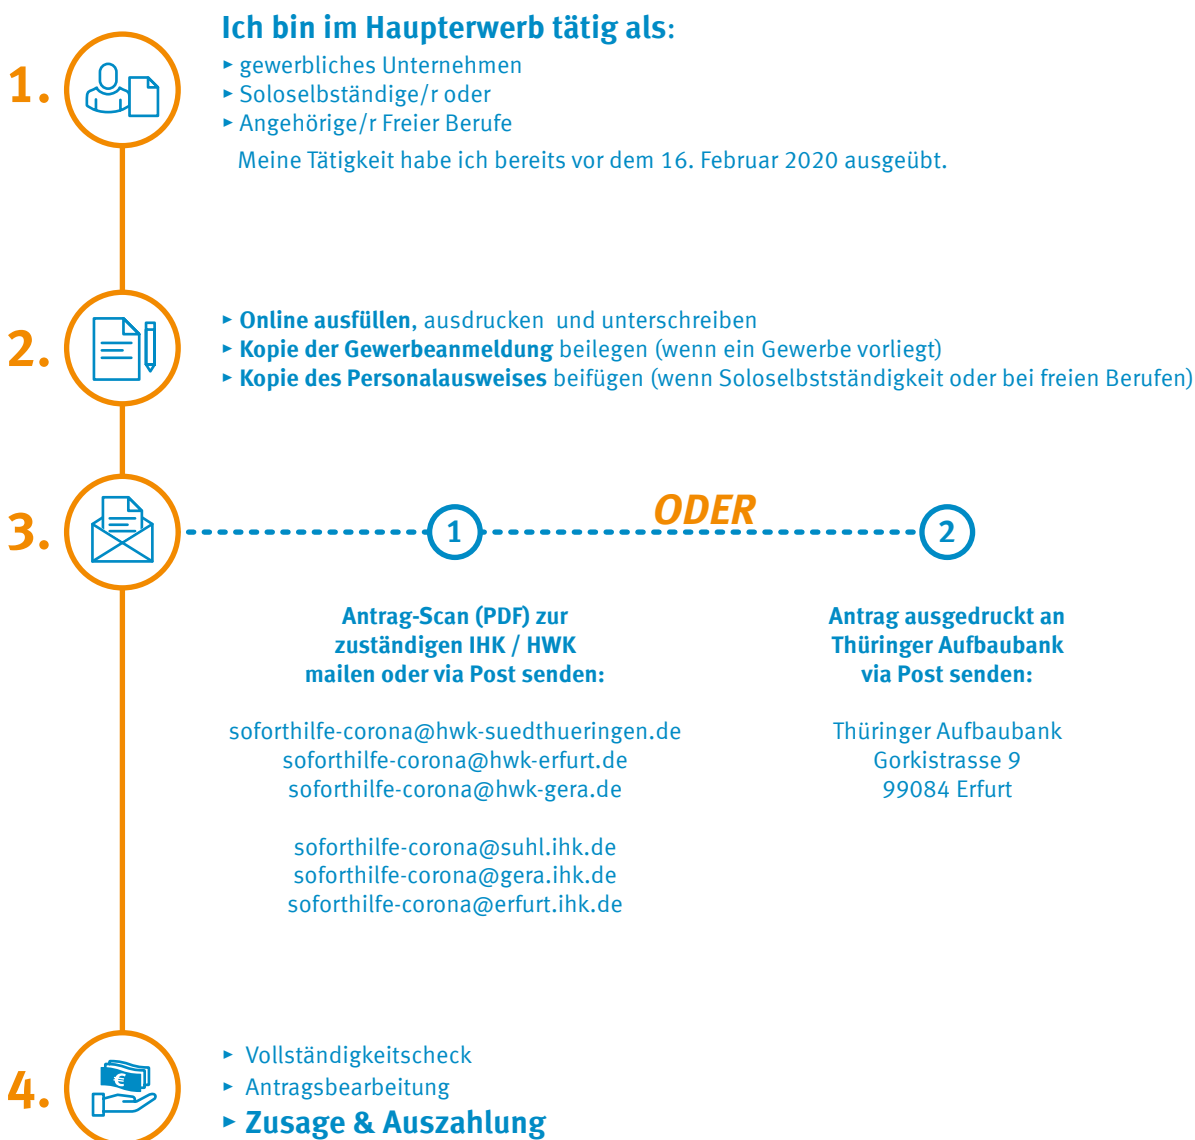 1.
Ich bin im Haupterwerb tätig als:
► gewerbliches Unternehmen
► Soloselbständige/r oder
► Angehörige/r Freier Berufe
Meine Tätigkeit habe ich bereits vor dem 16. Februar 2020 ausgeübt.
2.
► Online ausfüllen, ausdrucken und unterschreiben
► Kopie der Gewerbeanmeldung beilegen (wenn ein Gewerbe vorliegt)
► Kopie des Personalausweises beifügen (wenn Soloselbstständigkeit oder bei freien Berufen)
3.
1
ODER
2
Antrag-Scan (PDF) zur
zuständigen IHK / HWK
mailen oder via Post senden:
soforthilfe-corona@hwk-suedthueringen.de
soforthilfe-corona@hwk-erfurt.de
soforthilfe-corona@hwk-gera.de
soforthilfe-corona@suhl.ihk.de
soforthilfe-corona@gera.ihk.de
soforthilfe-corona@erfurt.ihk.de
Antrag ausgedruckt an
Thüringer Aufbaubank
via Post senden:
Thüringer Aufbaubank
Gorkistrasse 9
99084 Erfurt
4.
€
► Vollständigkeitscheck
► Antragsbearbeitung
► Zusage & Auszahlung